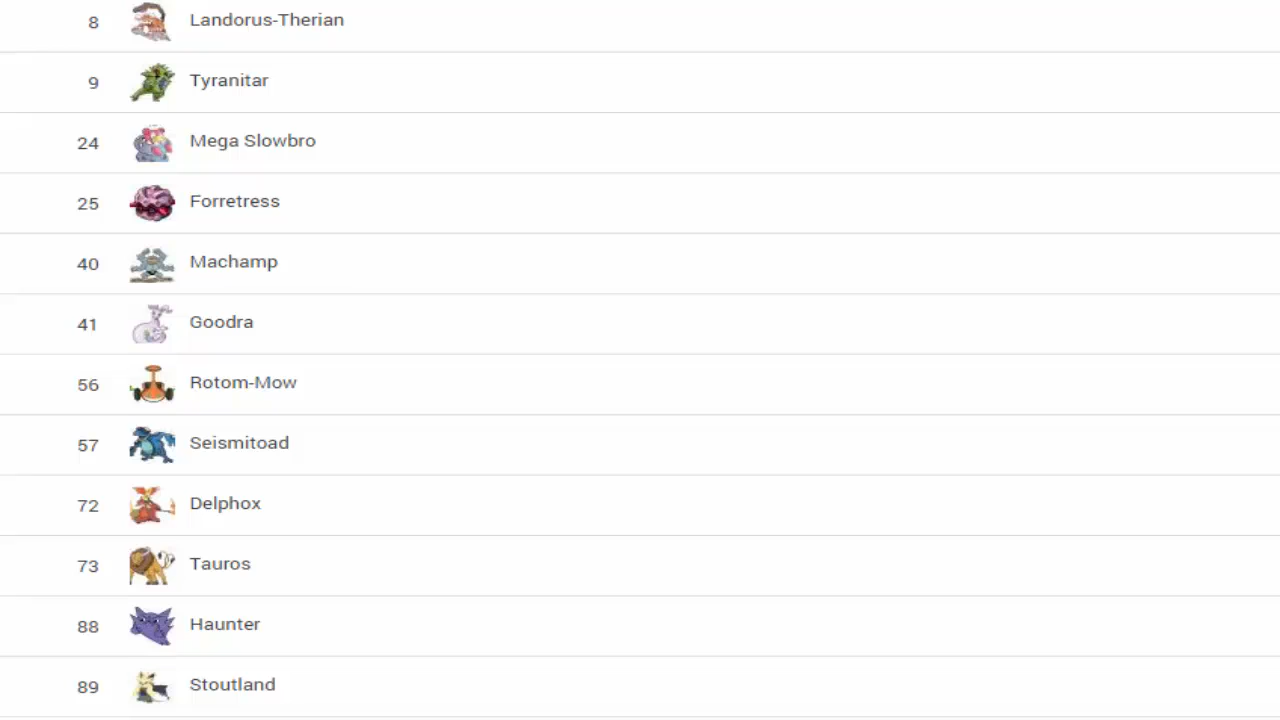 8 Landorus-Therian
9 Tyranitar
24 Mega Slowbro
25 Forretress
40 Machamp
41 Goodra
56 Rotom-Mow
57 Seismitoad
72 Delphox
73 Tauros
88 Haunter
89 Stoutland